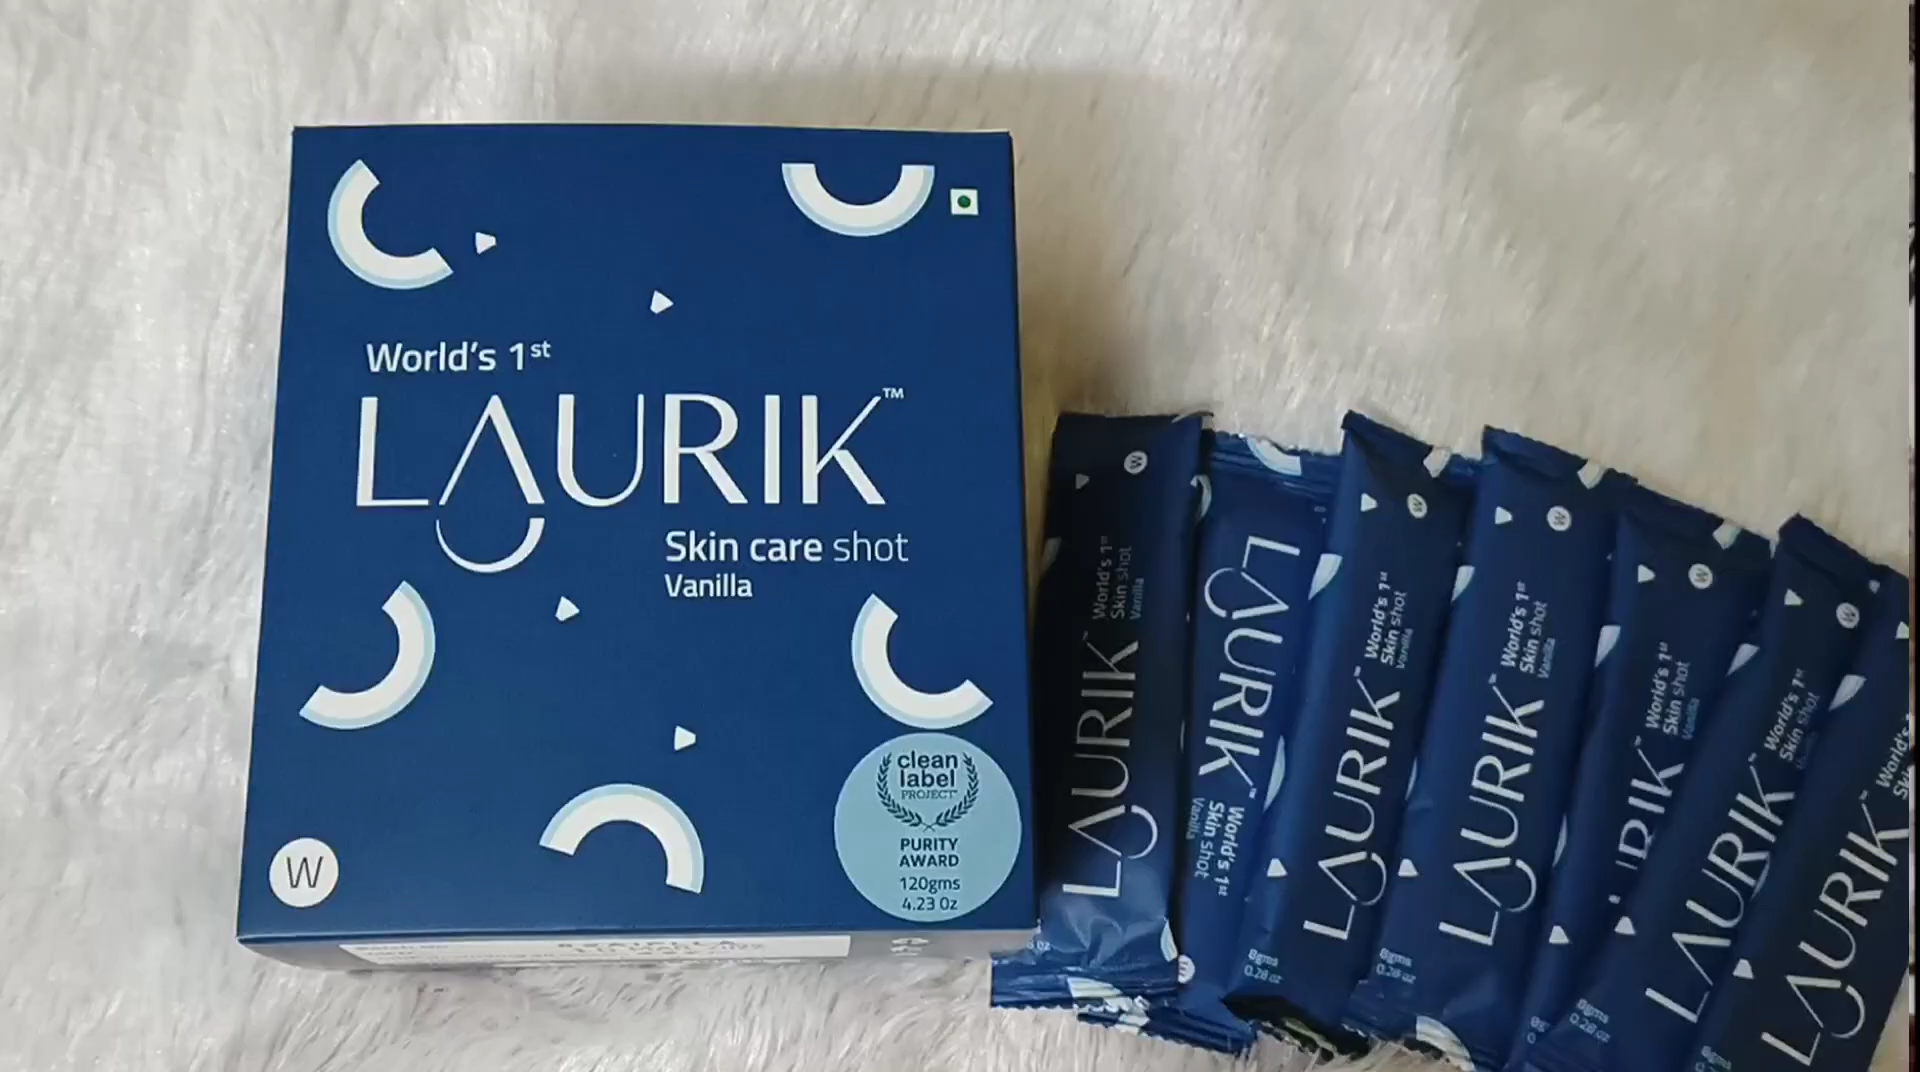 World's 1st
LAURIK™
Skin care shot
Vanilla
clean
label
PROJECT
PURITY
AWARD
120gms
4.23 Oz
W
W
World's 1st
Skin shot
Vanilla
LAURIK™
LAURIK™
World's 1st
Skin shot
Vanilla
W
World's 1st
Skin shot
Vanilla
LAURIK™
8gms
0.28 oz
W
World's 1st
Skin shot
Vanilla
LAURIK™
8gms
0.28 oz
W
World's 1st
Skin shot
Vanilla
LAURIK™
8gms
0.28 oz
W
World's 1st
Skin shot
LAURIK™
8gms
World's
LAURIK™